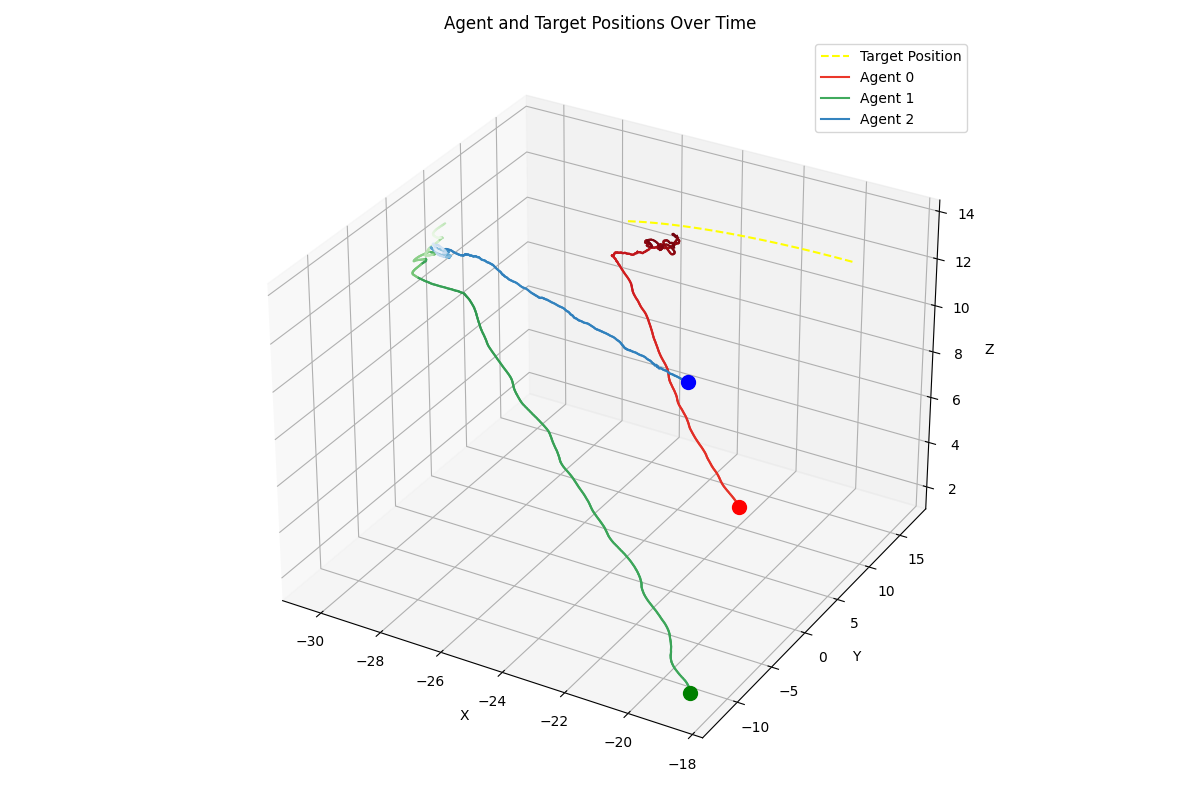 Agent and Target Positions Over Time
Target Position
Agent 0
Agent 1
Agent 2
14
12
10
8
6
4
2
Z
15
10
5
0
−5
−10
Y
−30
−28
−26
−24
−22
−20
−18
X